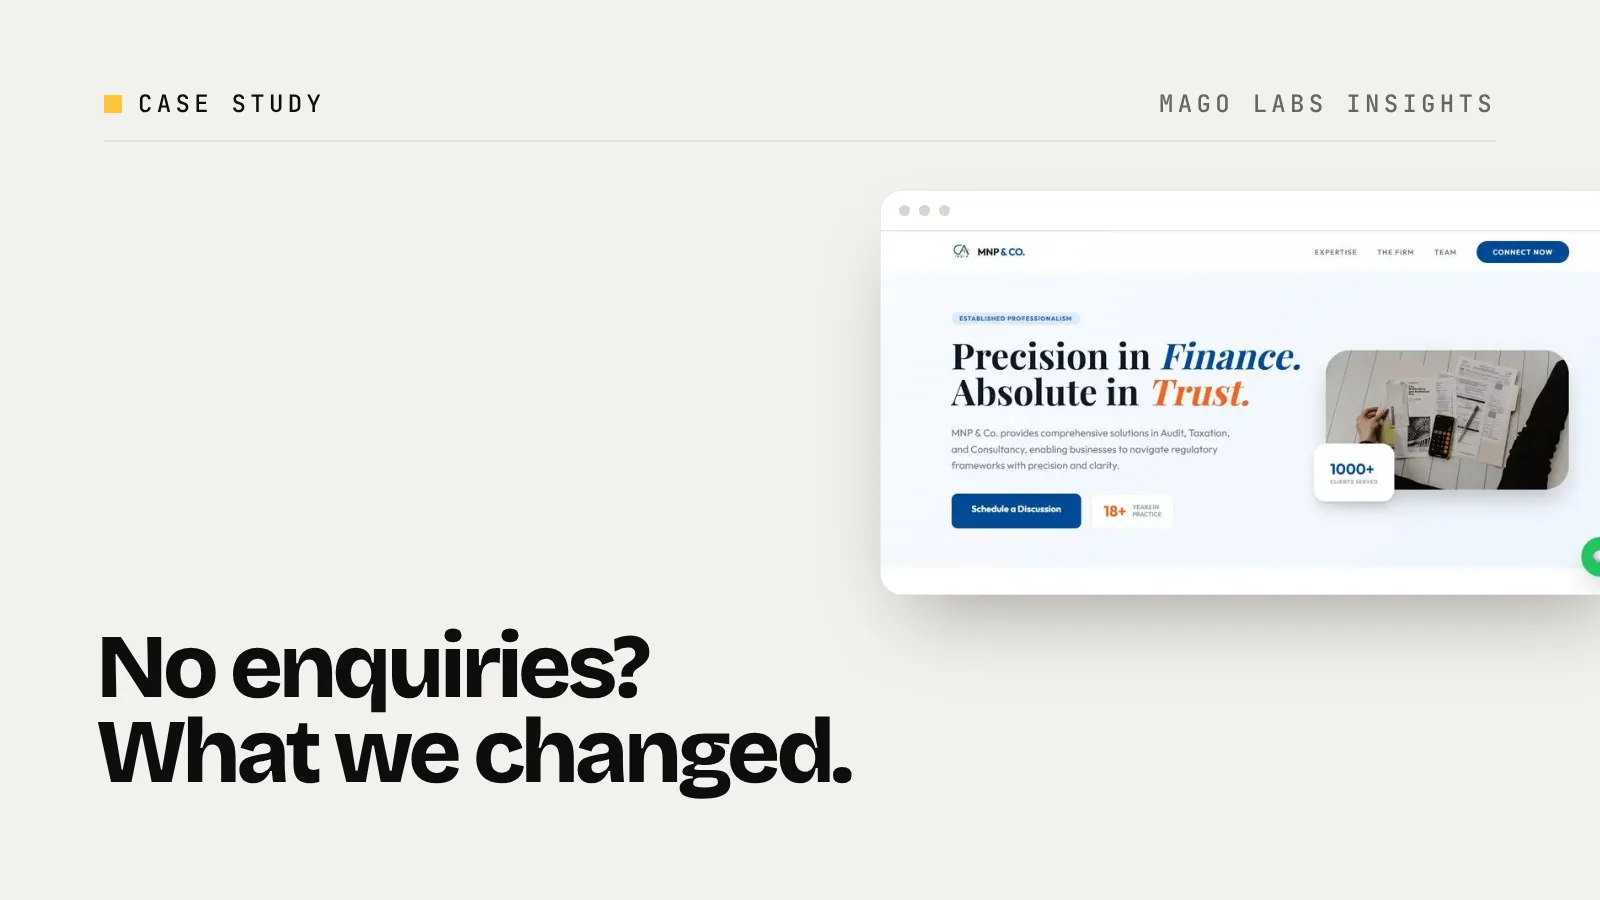 CASE STUDY
MAGO LABS INSIGHTS
MNP & CO.
EXPERTISE
THE FIRM
TEAM
CONNECT NOW
ESTABLISHED PROFESSIONALISM
Precision in Finance.
Absolute in Trust.
MNP & Co. provides comprehensive solutions in Audit, Taxation,
and Consultancy, enabling businesses to navigate regulatory
frameworks with precision and clarity.
Schedule a Discussion
18+
YEARS IN
PRACTICE
1000+
CLIENTS SERVED
No enquiries?
What we changed.